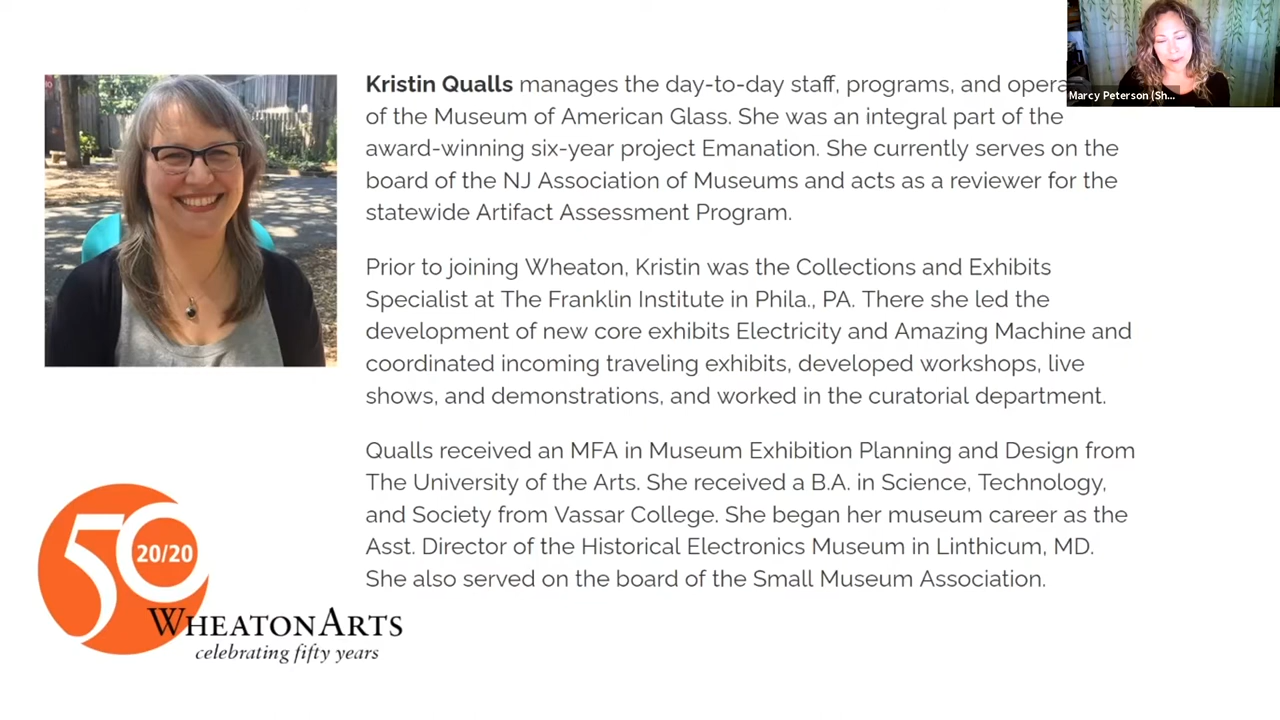 Kristin Qualls manages the day-to-day staff, programs, and
of the Museum of American Glass. She was an integral part of the
award-winning six-year project Emanation. She currently serves on the
board of the NJ Association of Museums and acts as a reviewer for the
statewide Artifact Assessment Program.
Prior to joining Wheaton, Kristin was the Collections and Exhibits
Specialist at The Franklin Institute in Phila., PA. There she led the
development of new core exhibits Electricity and Amazing Machine and
coordinated incoming traveling exhibits, developed workshops, live
shows, and demonstrations, and worked in the curatorial department.
Qualls received an MFA in Museum Exhibition Planning and Design from
The University of the Arts. She received a B.A. in Science, Technology,
and Society from Vassar College. She began her museum career as the
Asst. Director of the Historical Electronics Museum in Linthicum, MD.
She also served on the board of the Small Museum Association.
Marcy Peterson (Sh...
50
20/20
WHEATONARTS
celebrating fifty years